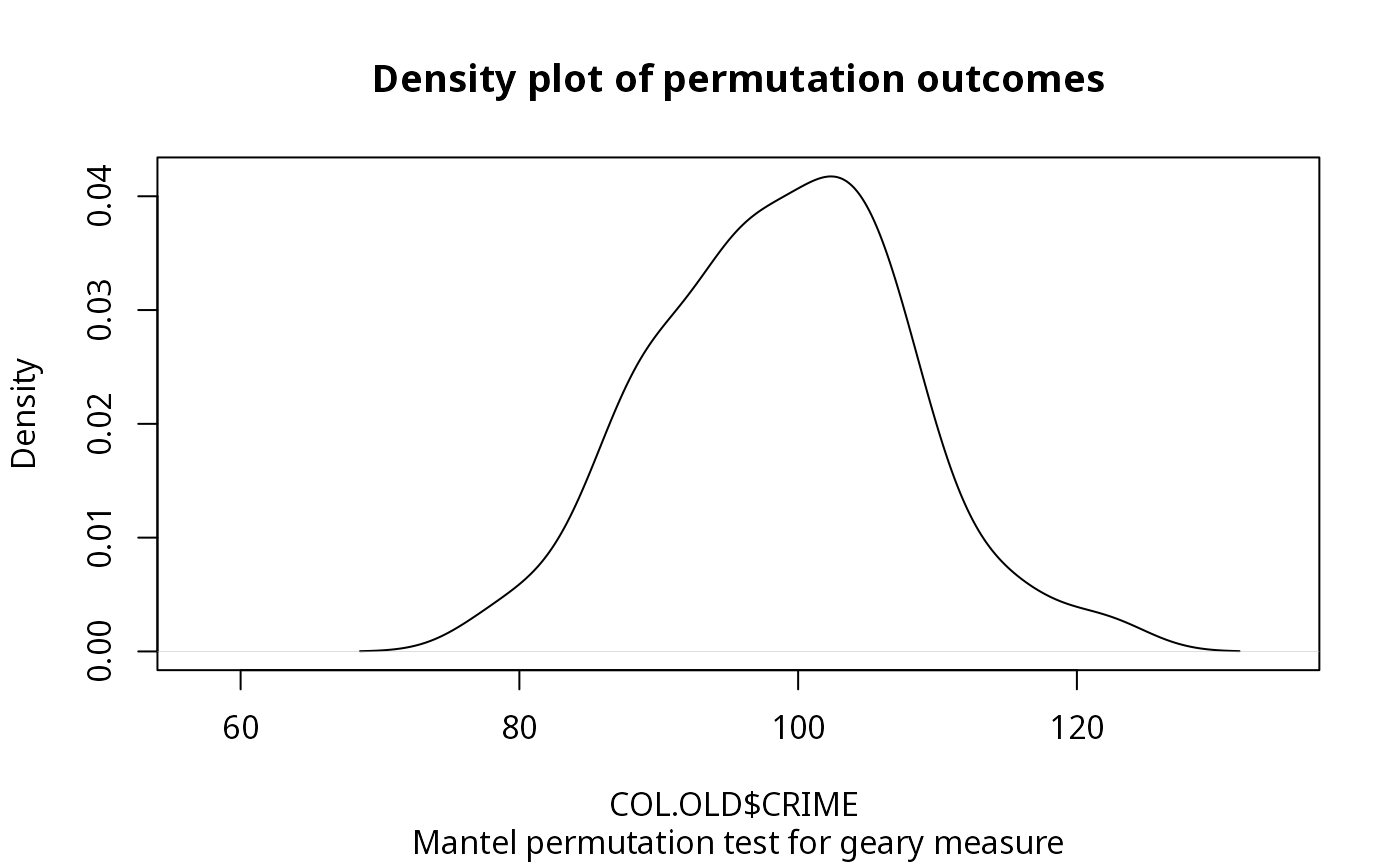 Density plot of permutation outcomes
Density
0.04
0.03
0.02
0.01
0.00
60 80 100 120
COL.OLD$CRIME
Mantel permutation test for geary measure